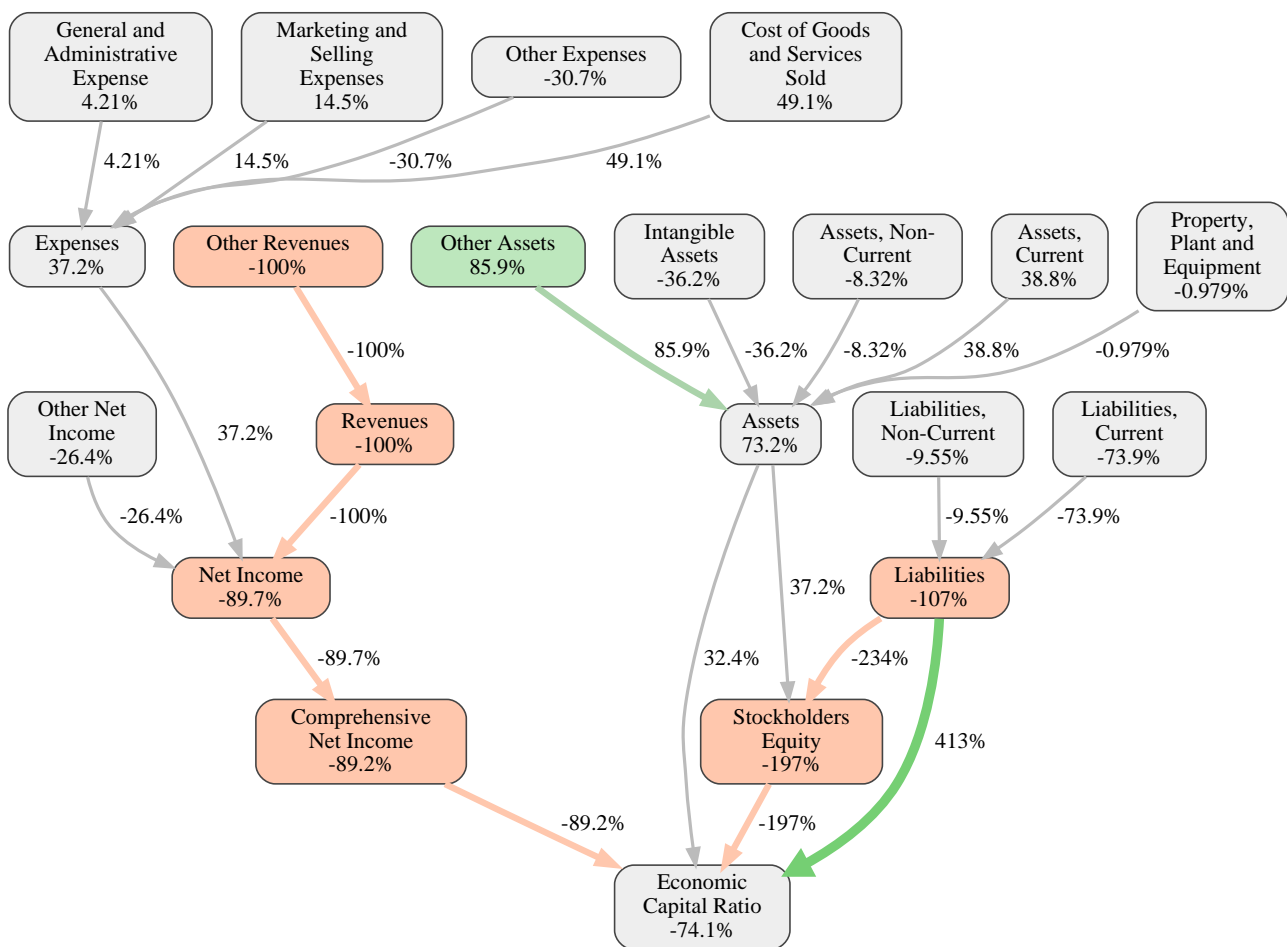 General and
Administrative
Expense
4.21%
Marketing and
Selling
Expenses
14.5%
Other Expenses
-30.7%
Cost of Goods
and Services
Sold
49.1%
4.21%
14.5%
-30.7%
49.1%
Expenses
37.2%
Other Revenues
-100%
Other Assets
85.9%
Intangible
Assets
-36.2%
Assets, Non-
Current
-8.32%
Assets,
Current
38.8%
Property,
Plant and
Equipment
-0.979%
-100%
85.9%
-36.2%
-8.32%
38.8%
-0.979%
Other Net
Income
-26.4%
37.2%
Revenues
-100%
Assets
73.2%
Liabilities,
Non-Current
-9.55%
Liabilities,
Current
-73.9%
-26.4%
-100%
-9.55%
-73.9%
Net Income
-89.7%
37.2%
Liabilities
-107%
-89.7%
32.4%
-234%
Comprehensive
Net Income
-89.2%
Stockholders
Equity
-197%
413%
-89.2%
-197%
Economic
Capital Ratio
-74.1%